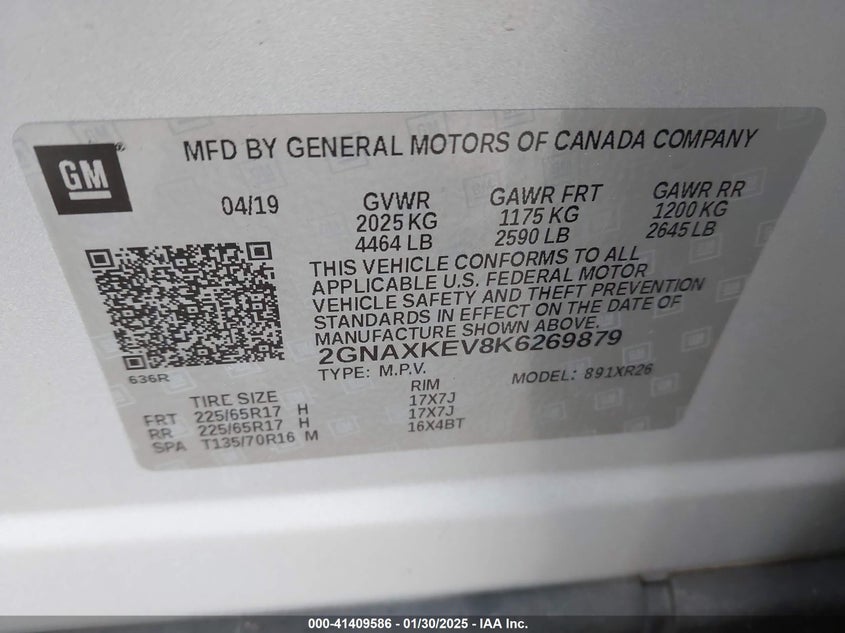 GM ®
MFD BY GENERAL MOTORS OF CANADA COMPANY
04/19 GVWR GAWR FRT GAWR RR
2025 KG 1175 KG 1200 KG
4464 LB 2590 LB 2645 LB
THIS VEHICLE CONFORMS TO ALL
APPLICABLE U.S. FEDERAL MOTOR
VEHICLE SAFETY AND THEFT PREVENTION
STANDARDS IN EFFECT ON THE DATE OF
MANUFACTURE SHOWN ABOVE.
2GNAXKEV8K6269879
636R
TYPE: M.P.V. MODEL: 891XR26
TIRE SIZE RIM
FRT 225/65R17 H 17X7J
RR 225/65R17 H 17X7J
SPA T135/70R16 M 16X4BT
000-41409586 - 01/30/2025 - IAA Inc.